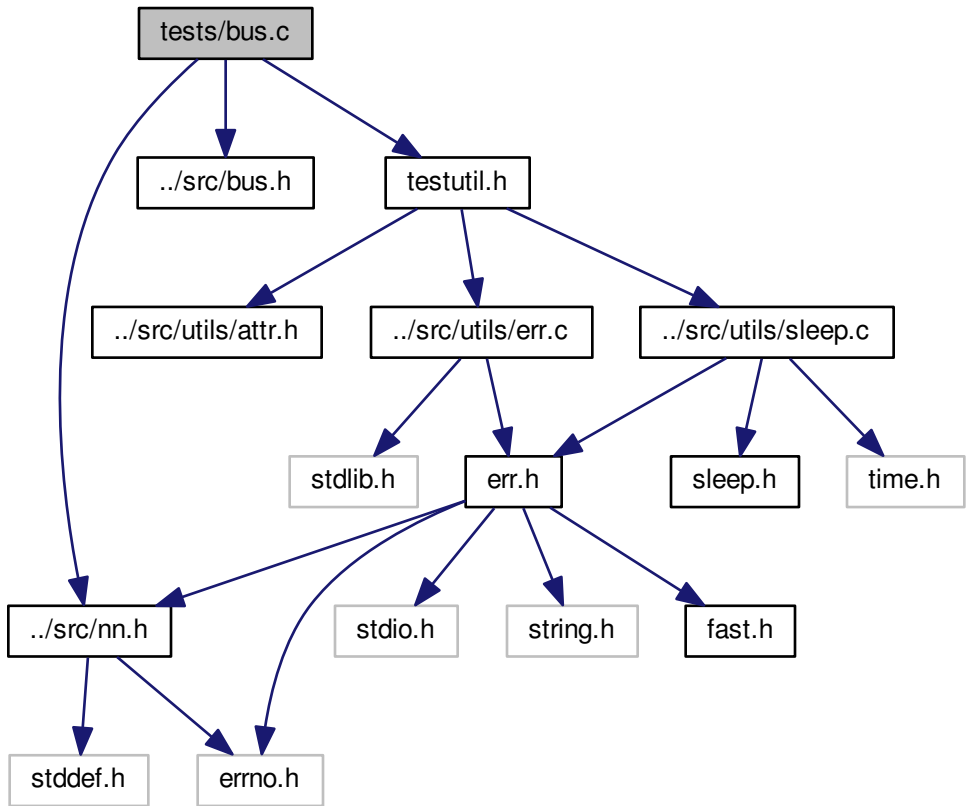 tests/bus.c
../src/bus.h
testutil.h
../src/utils/attr.h
../src/utils/err.c
../src/utils/sleep.c
stdlib.h
err.h
sleep.h
time.h
../src/nn.h
stdio.h
string.h
fast.h
stddef.h
errno.h